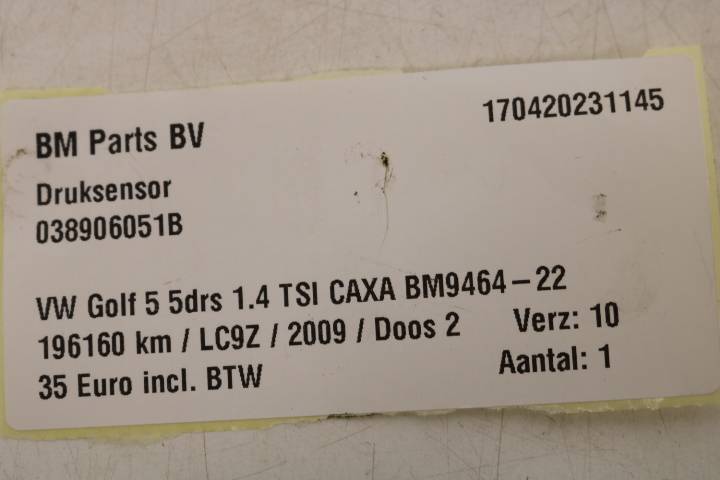 BM Parts BV 170420231145
Druksensor
038906051B
VW Golf 5 5drs 1.4 TSI CAXA BM9464-22
196160 km / LC9Z / 2009 / Doos 2 Verz: 10
35 Euro incl. BTW Aantal: 1